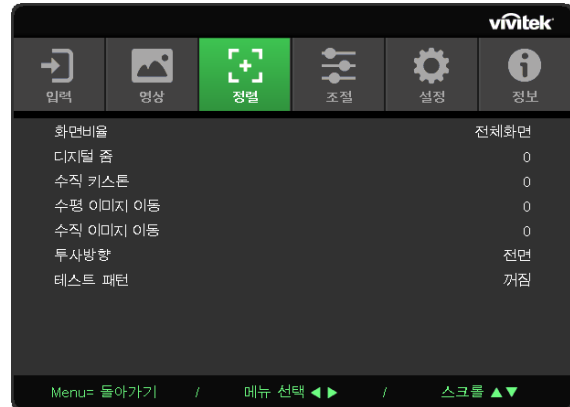 vivitek
입력 영상 정렬 조절 설정 정보
화면비율 전체화면
디지털 줌 0
수직 키스톤 0
수평 이미지 이동 0
수직 이미지 이동 0
투사방향 전면
테스트 패턴 꺼짐
Menu= 돌아가기 / 메뉴 선택 ◀ ▶ / 스크롤 ▲▼